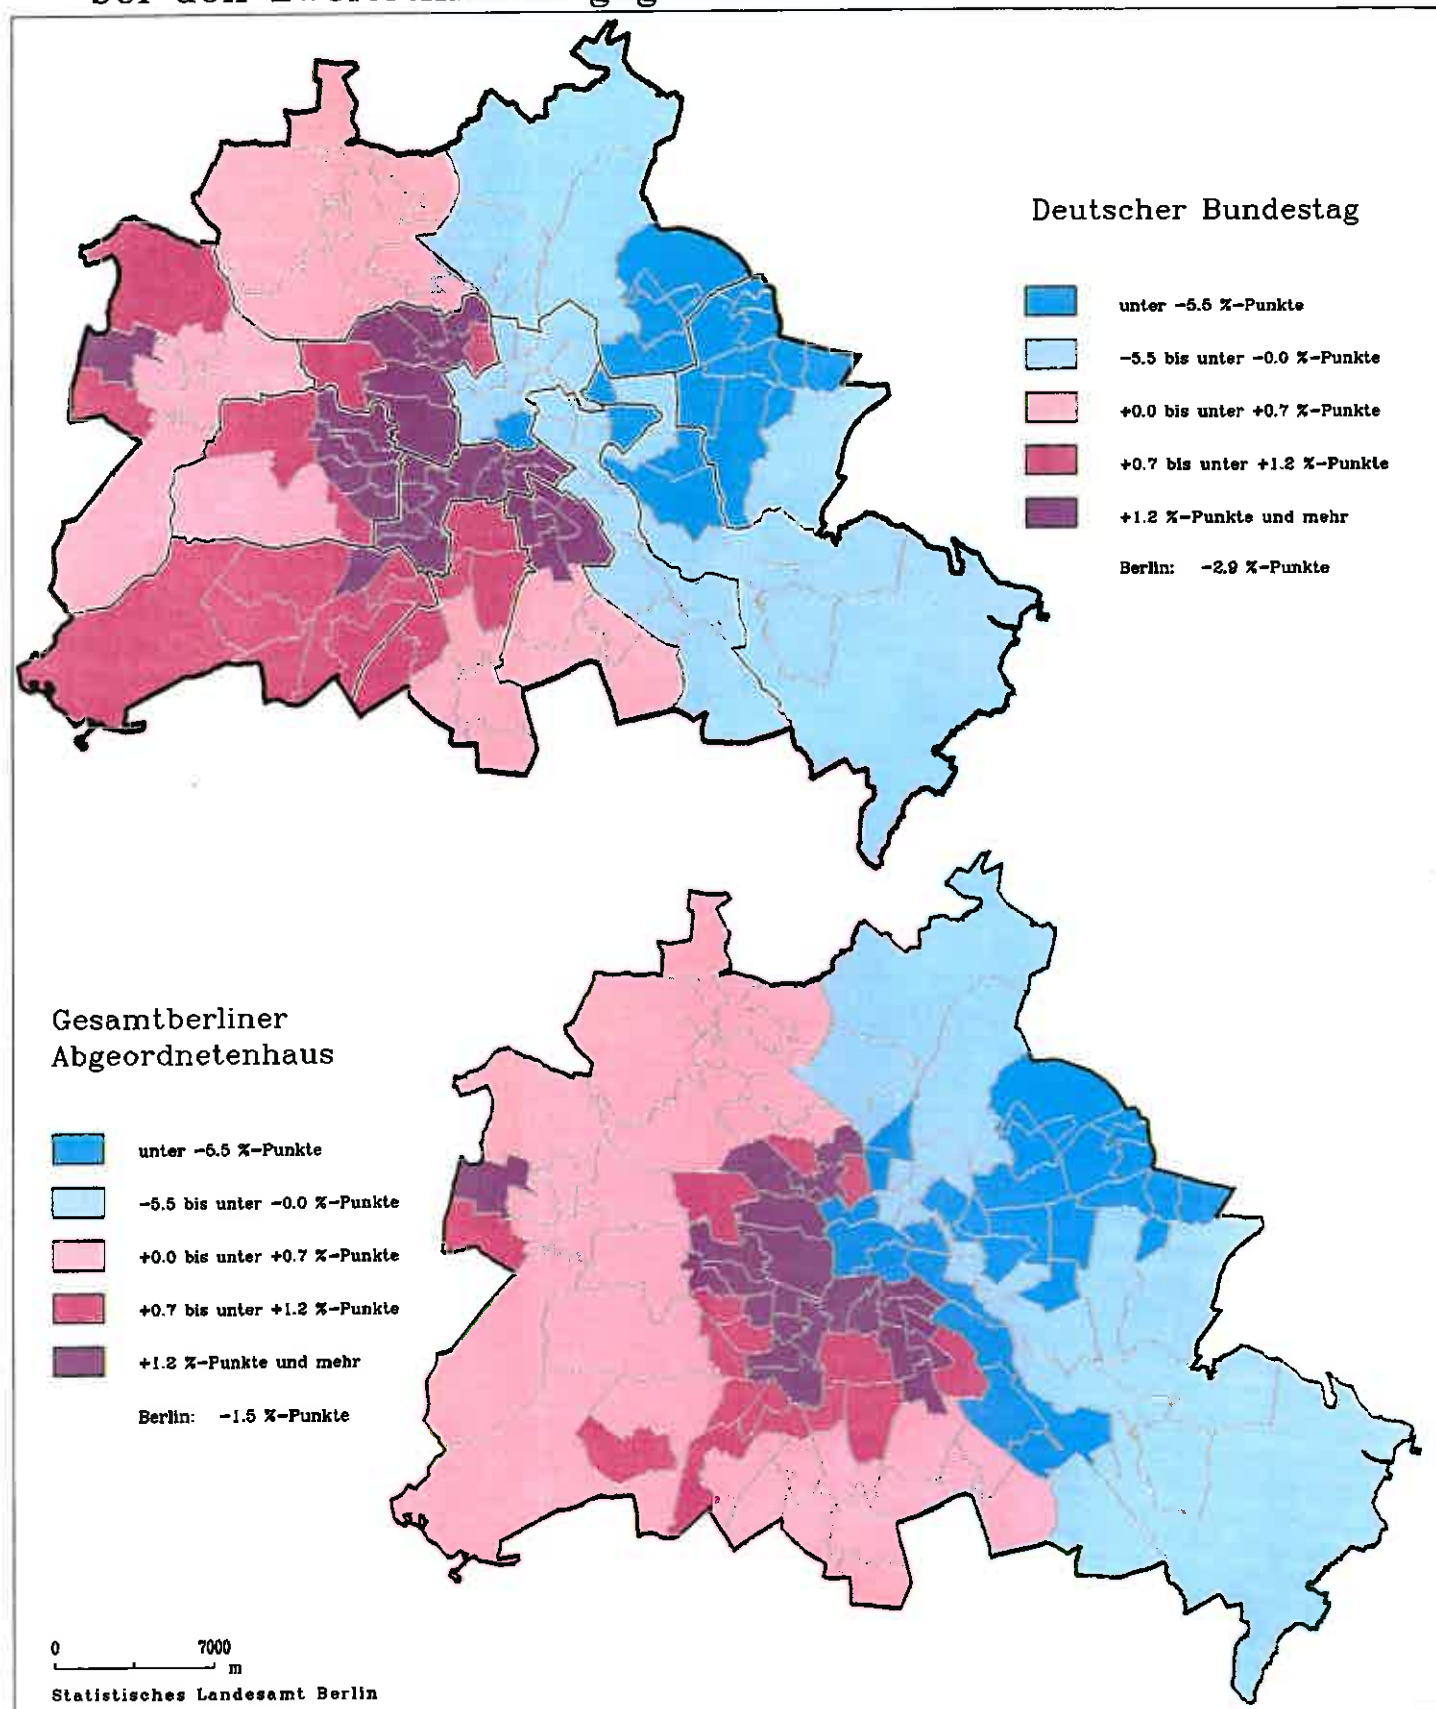 Deutscher Bundestag
unter -5.5 %-Punkte
-5.5 bis unter -0.0 %-Punkte
+0.0 bis unter +0.7 %-Punkte
+0.7 bis unter +1.2 %-Punkte
+1.2 %-Punkte und mehr
Berlin: -2.9 %-Punkte
Gesamtberliner
Abgeordnetenhaus
unter -5.5 %-Punkte
-5.5 bis unter -0.0 %-Punkte
+0.0 bis unter +0.7 %-Punkte
+0.7 bis unter +1.2 %-Punkte
+1.2 %-Punkte und mehr
Berlin: -1.5 %-Punkte
0 7000
m
Statistisches Landesamt Berlin